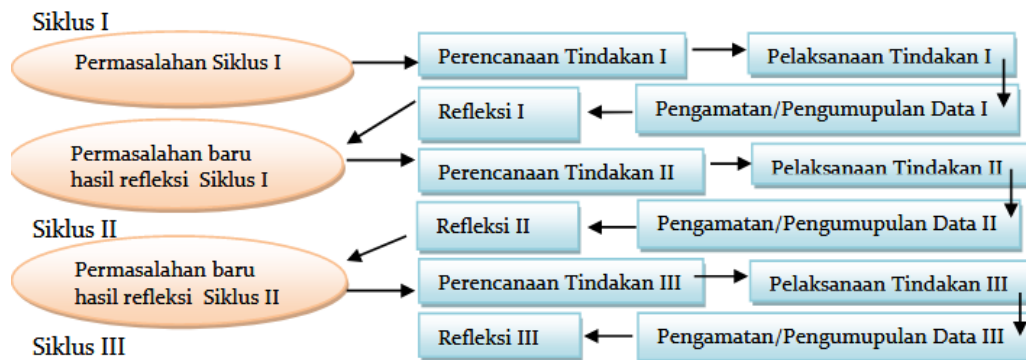 Siklus I
Permasalahan Siklus I
Perencanaan Tindakan I
Pelaksanaan Tindakan I
Refleksi I
Pengamatan/Pengumupulan Data I
Permasalahan baru
hasil refleksi Siklus I
Perencanaan Tindakan II
Pelaksanaan Tindakan II
Siklus II
Refleksi II
Pengamatan/Pengumupulan Data II
Permasalahan baru
hasil refleksi Siklus II
Perencanaan Tindakan III
Pelaksanaan Tindakan III
Siklus III
Refleksi III
Pengamatan/Pengumupulan Data III